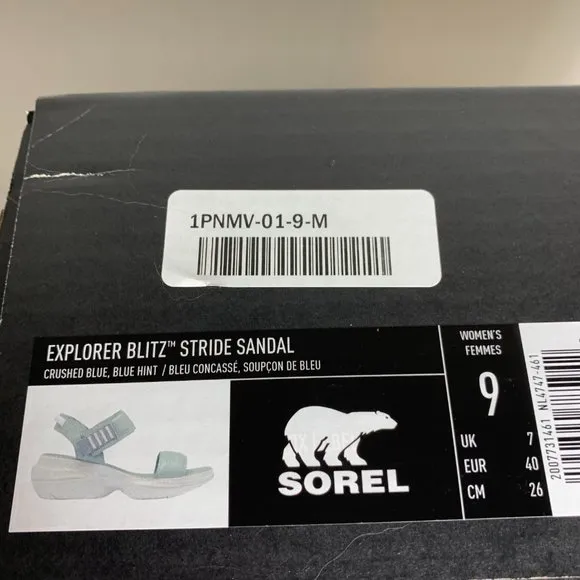 1PNMV-01-9-M
EXPLORER BLITZ™ STRIDE SANDAL
CRUSHED BLUE, BLUE HINT / BLEU CONCASSÉ, SOUPÇON DE BLEU
SOREL
WOMEN'S
FEMMES
9
UK 7
EUR 40
CM 26
2007731461 NL4747-461